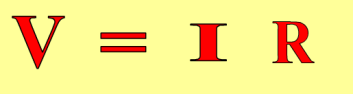 V = I R